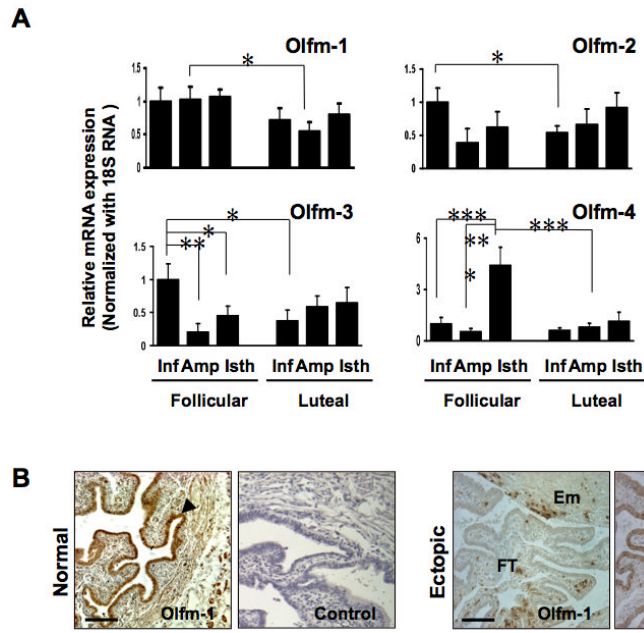 A
Relative mRNA expression
(Normalized with 18S RNA )
Olfm-1
*
1.5
1
0.5
0
Olfm-2
*
1.5
1
0.5
0
Olfm-3
*
*
**
1.5
1
0.5
0
Inf Amp Isth
Inf Amp Isth
Follicular
Luteal
Olfm-4
***
**
*
***
6
3
0
Inf Amp Isth
Inf Amp Isth
Follicular
Luteal
B
Normal
Olfm-1
Control
Ectopic
Em
FT
Olfm-1